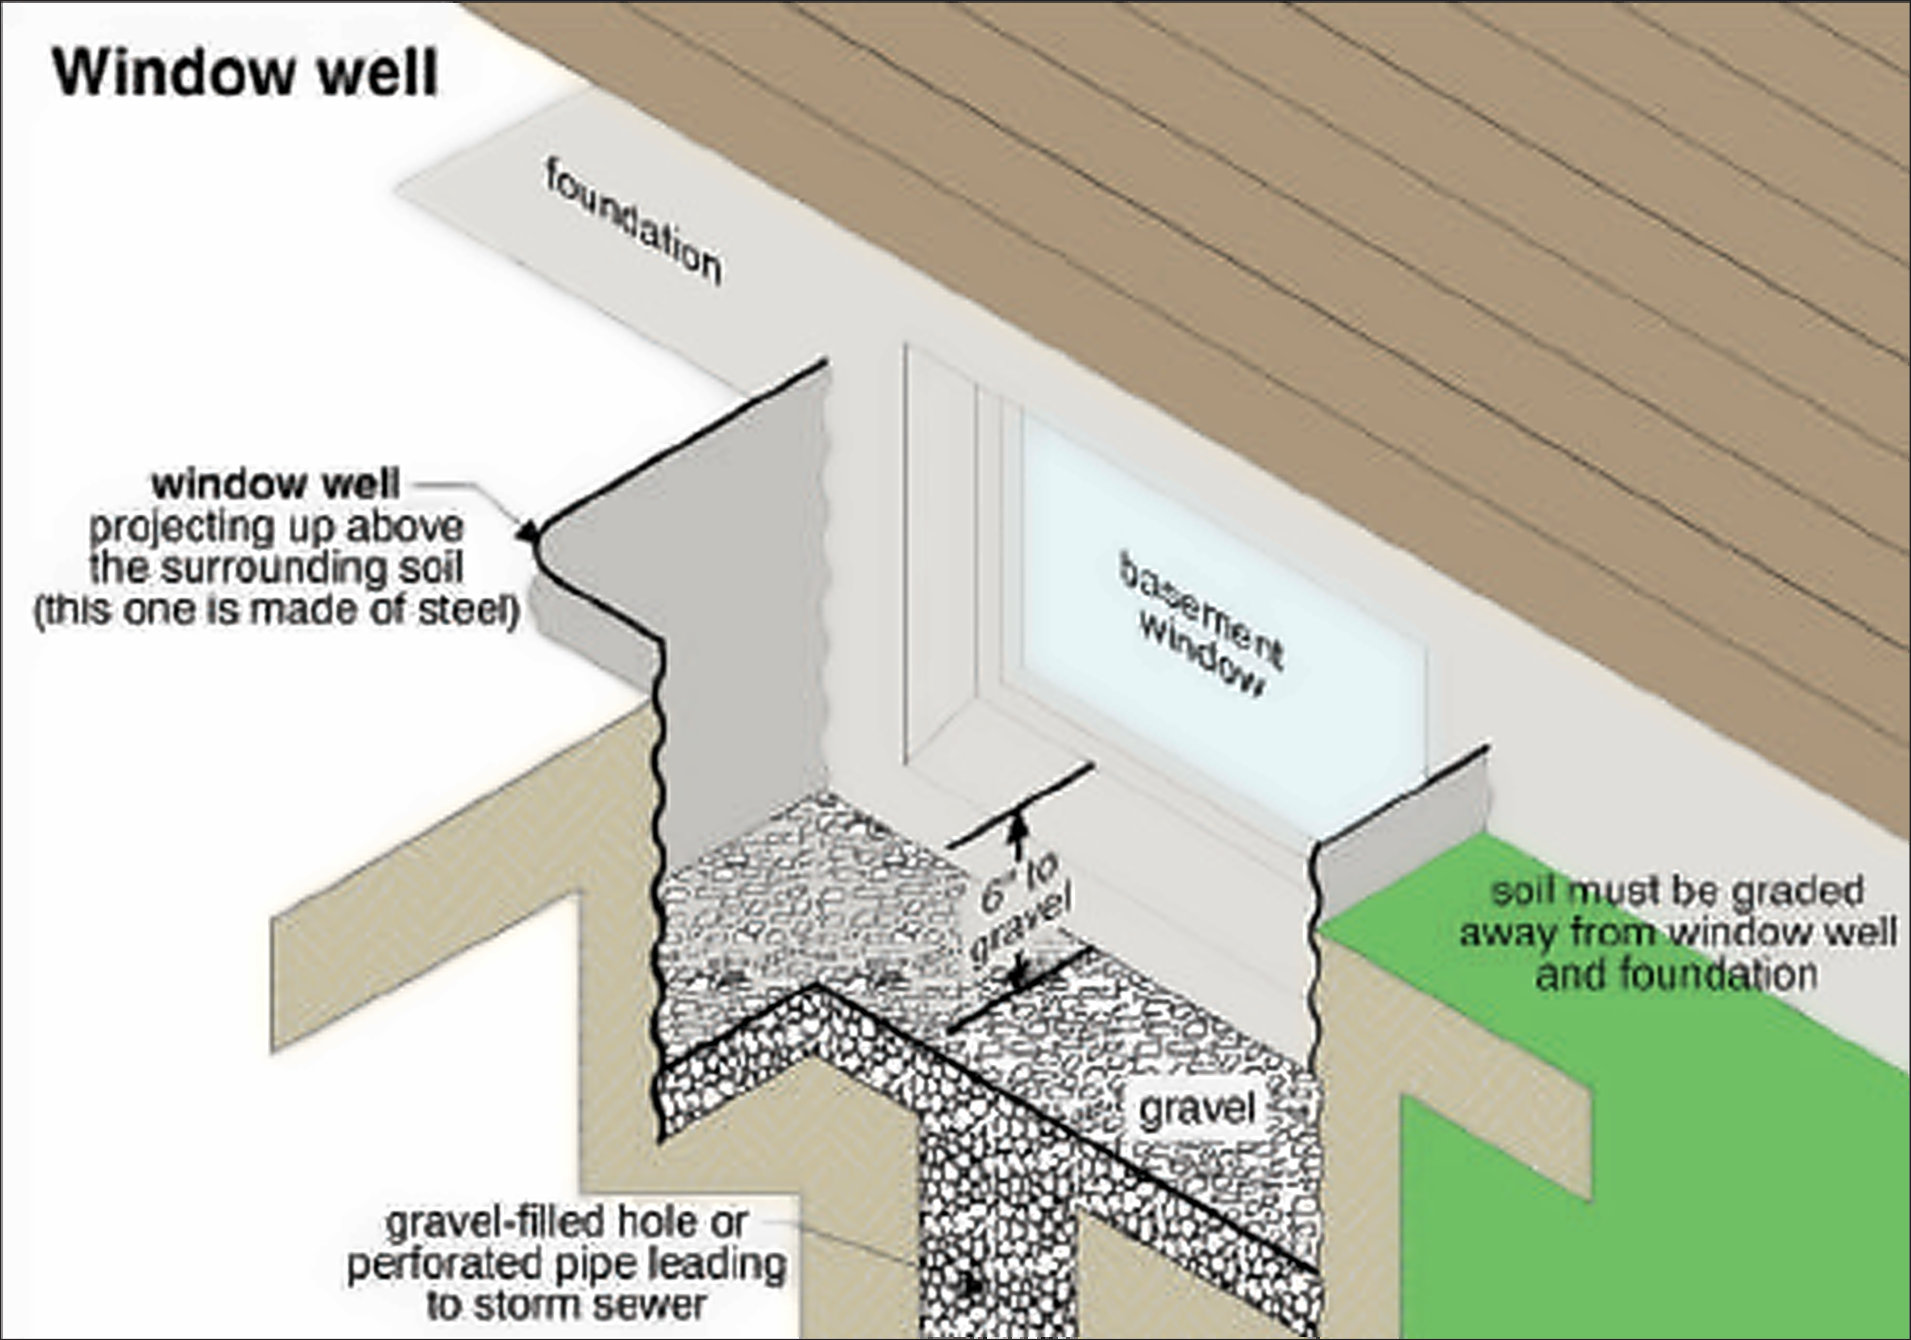 Window well
foundation
window well
projecting up above
the surrounding soil
(this one is made of steel)
basement
window
6" to
gravel
soil must be graded
away from window well
and foundation
gravel
gravel-filled hole or
perforated pipe leading
to storm sewer